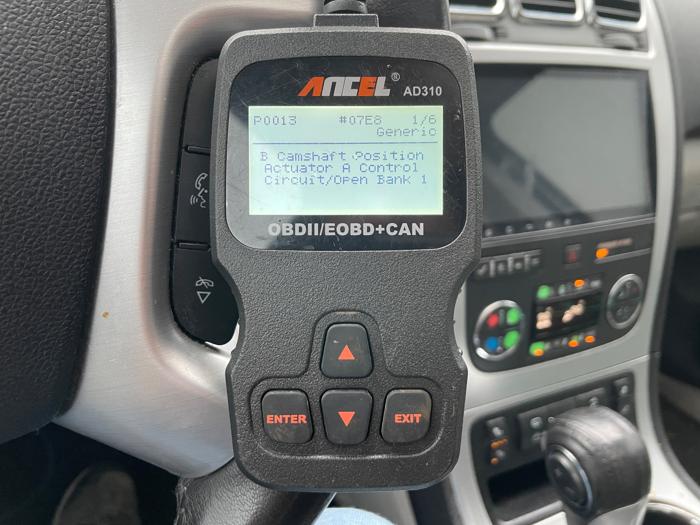 ANCEL® AD310
P0013 #07E8 1/6
Generic
B Camshaft Position
Actuator A Control
Circuit/Open Bank 1
OBDII/EOBD+CAN
ENTER EXIT